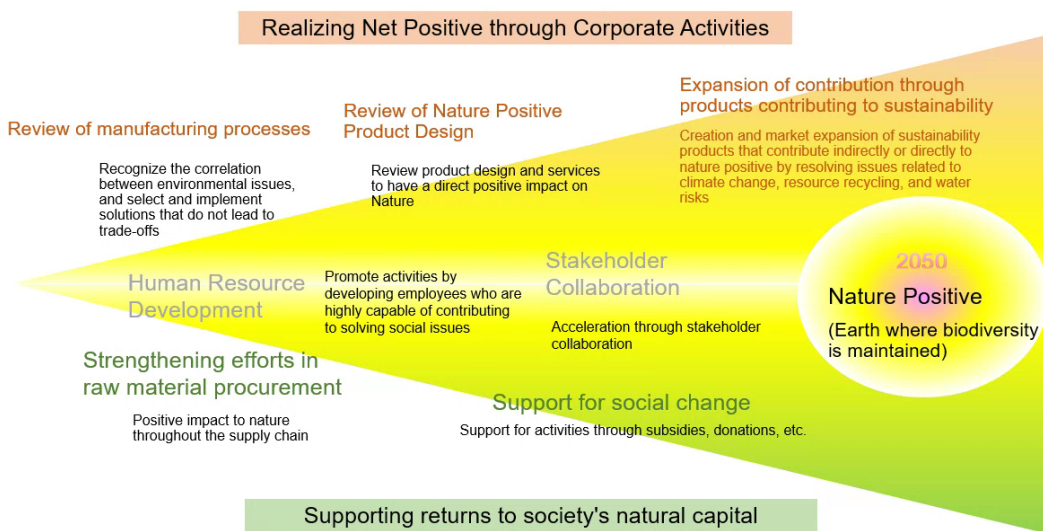 Realizing Net Positive through Corporate Activities
Review of manufacturing processes
Recognize the correlation
between environmental issues,
and select and implement
solutions that do not lead to
trade-offs
Review of Nature Positive
Product Design
Review product design and services
to have a direct positive impact on
Nature
Expansion of contribution through
products contributing to sustainability
Creation and market expansion of sustainability
products that contribute indirectly or directly to
nature positive by resolving issues related to
climate change, resource recycling, and water
risks
Human Resource
Development
Promote activities by
developing employees who are
highly capable of contributing
to solving social issues
Stakeholder
Collaboration
Acceleration through stakeholder
collaboration
2050
Nature Positive
(Earth where biodiversity
is maintained)
Strengthening efforts in
raw material procurement
Positive impact to nature
throughout the supply chain
Support for social change
Support for activities through subsidies, donations, etc.
Supporting returns to society's natural capital